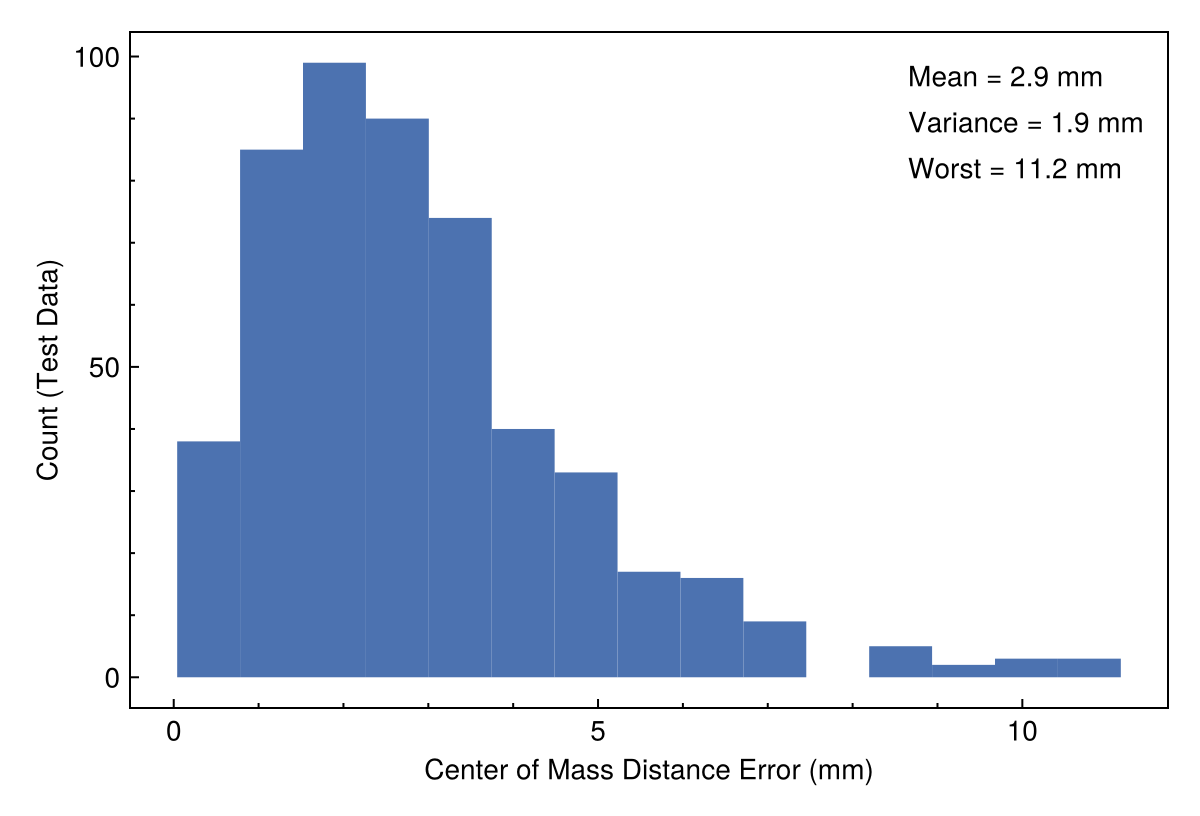 100
50
0
Count (Test Data)
Mean = 2.9 mm
Variance = 1.9 mm
Worst = 11.2 mm
0 5 10
Center of Mass Distance Error (mm)